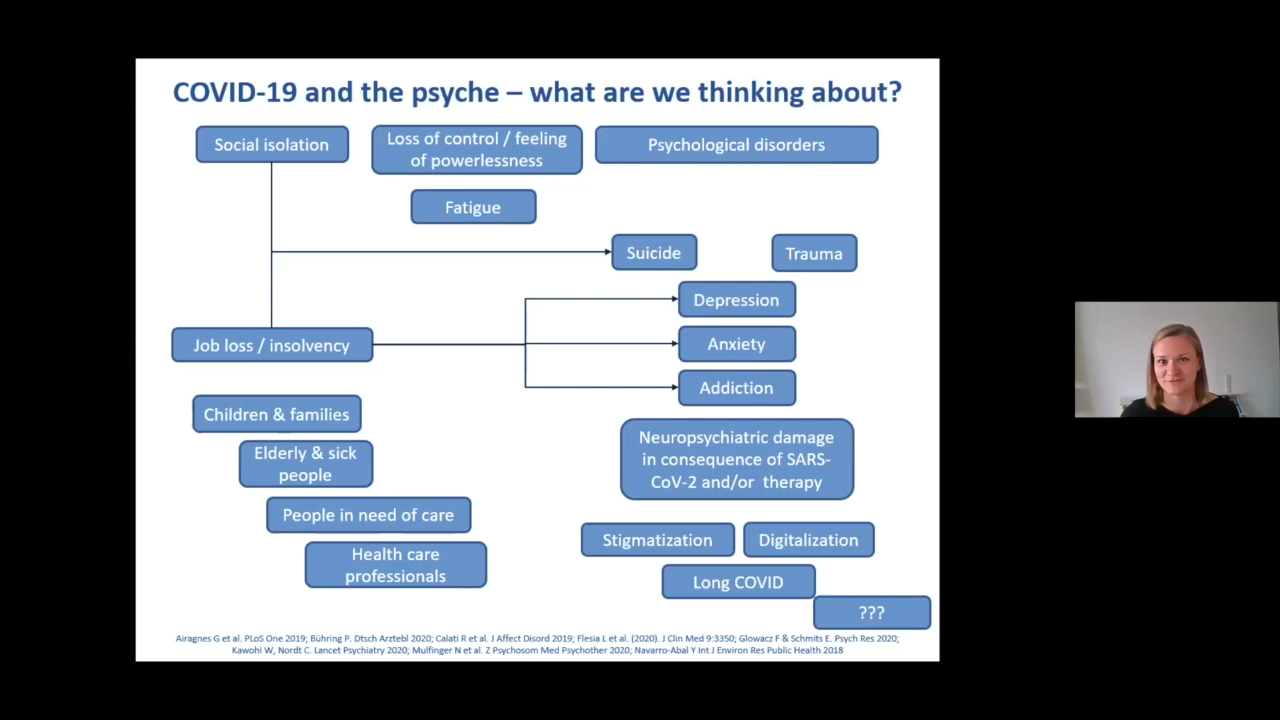 COVID-19 and the psyche – what are we thinking about?
Social isolation
Loss of control / feeling
of powerlessness
Psychological disorders
Fatigue
Suicide
Trauma
Depression
Job loss / insolvency
Anxiety
Addiction
Children & families
Elderly & sick
people
People in need of care
Health care
professionals
Neuropsychiatric damage
in consequence of SARS-
CoV-2 and/or therapy
Stigmatization
Digitalization
Long COVID
???
Airagnes G et al. PLoS One 2019; Bühring P. Dtsch Arztebl 2020; Calati R et al. J Affect Disord 2019; Flesia L et al. (2020). J Clin Med 9:3350; Glowacz F & Schmits E. Psych Res 2020;
Kawohl W, Nordt C. Lancet Psychiatry 2020; Mulfinger N et al. Z Psychosom Med Psychother 2020; Navarro-Abal Y Int J Environ Res Public Health 2018